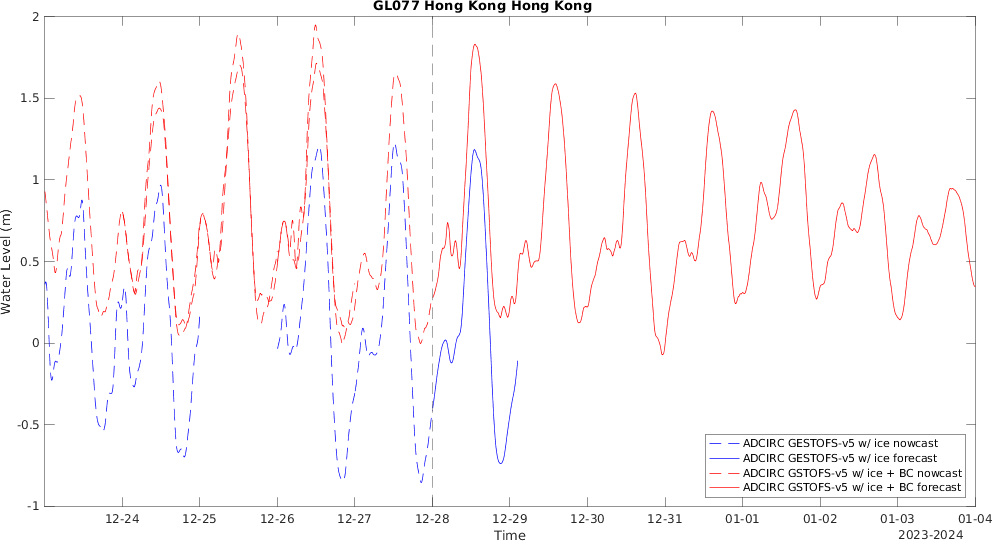 GL077 Hong Kong Hong Kong
Water Level (m)
2
1.5
1
0.5
0
-0.5
-1
ADCIRC GESTOFS-v5 w/ ice nowcast
ADCIRC GESTOFS-v5 w/ ice forecast
ADCIRC GSTOFS-v5 w/ ice + BC nowcast
ADCIRC GSTOFS-v5 w/ ice + BC forecast
12-24 12-25 12-26 12-27 12-28 12-29 12-30 12-31 01-01 01-02 01-03 01-04
Time
2023-2024